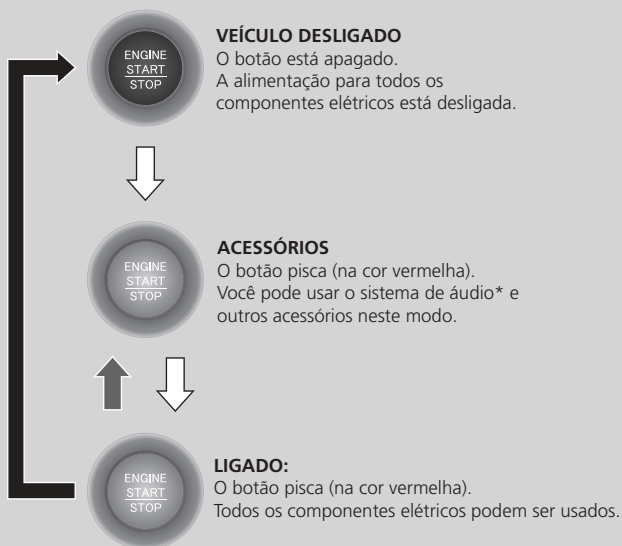 ENGINE
START
STOP
VEÍCULO DESLIGADO
O botão está apagado.
A alimentação para todos os
componentes elétricos está desligada.
ENGINE
START
STOP
ACESSÓRIOS
O botão pisca (na cor vermelha).
Você pode usar o sistema de áudio* e
outros acessórios neste modo.
ENGINE
START
STOP
LIGADO:
O botão pisca (na cor vermelha).
Todos os componentes elétricos podem ser usados.